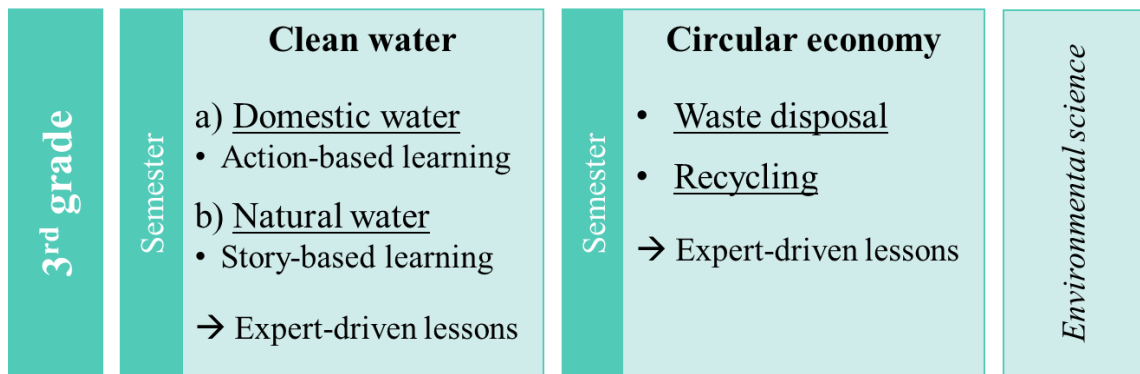 3rd grade
Semester
Clean water
a) Domestic water
• Action-based learning
b) Natural water
• Story-based learning
→ Expert-driven lessons
Semester
Circular economy
• Waste disposal
• Recycling
→ Expert-driven lessons
Environmental science